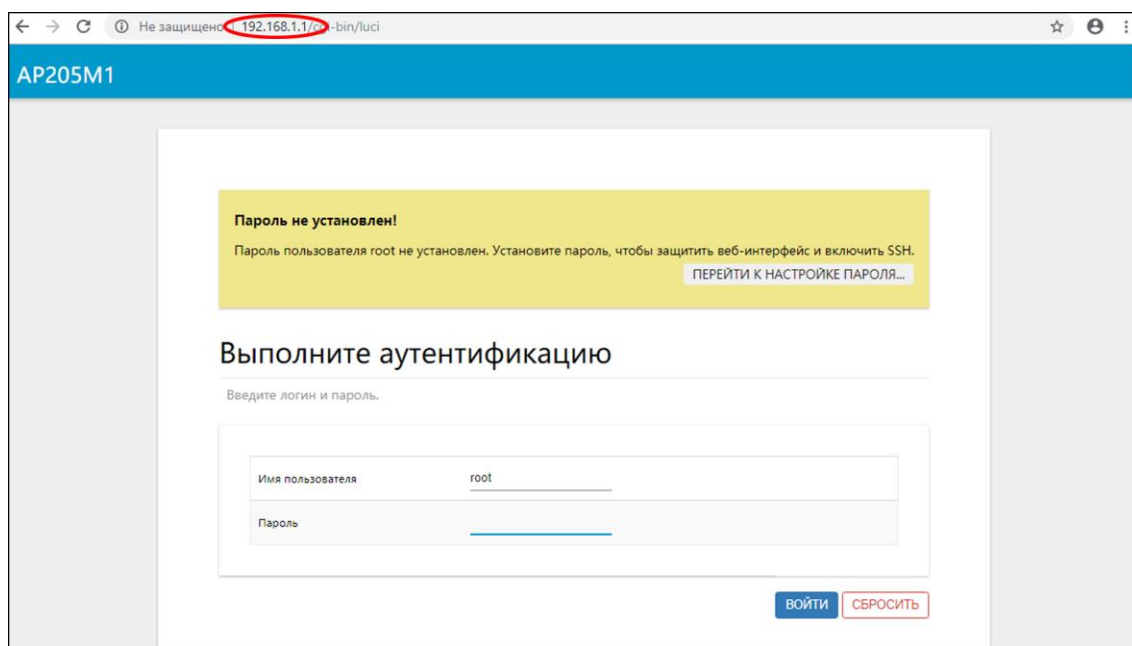 Не защищено 192.168.1.1/cgi-bin/luci
AP205M1
Пароль не установлен!
Пароль пользователя root не установлен. Установите пароль, чтобы защитить веб-интерфейс и включить SSH.
ПЕРЕЙТИ К НАСТРОЙКЕ ПАРОЛЯ...
Выполните аутентификацию
Введите логин и пароль.
Имя пользователя root
Пароль
ВОЙТИ СБРОСИТЬ